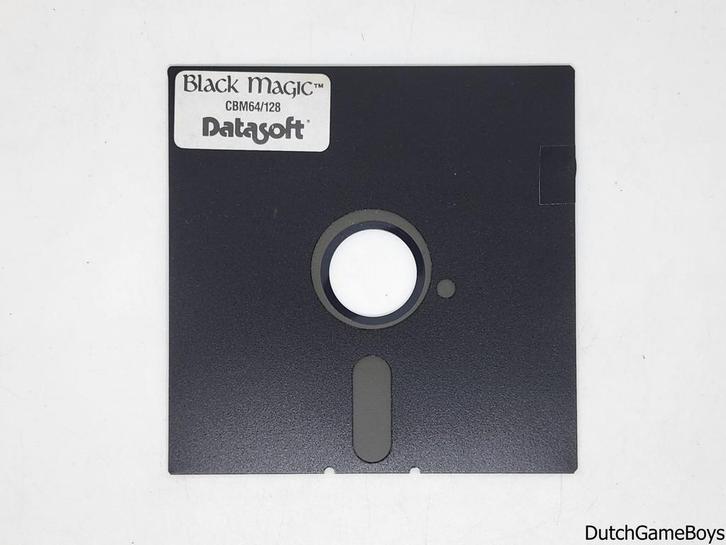 Black Magic™
CBM64/128
Datasoft®
DutchGameBoys